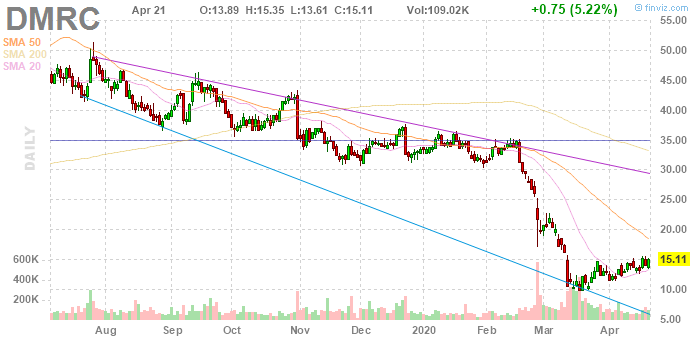 DMRC
Apr 21 O:13.89 H:15.35 L:13.61 C:15.11 Vol:109.02K +0.75 (5.22%)
© finviz.com
SMA 50
SMA 200
SMA 20
DAILY
55.00
50.00
45.00
40.00
35.00
30.00
25.00
20.00
15.11
10.00
5.00
600K
400K
200K
Aug Sep Oct Nov Dec 2020 Feb Mar Apr